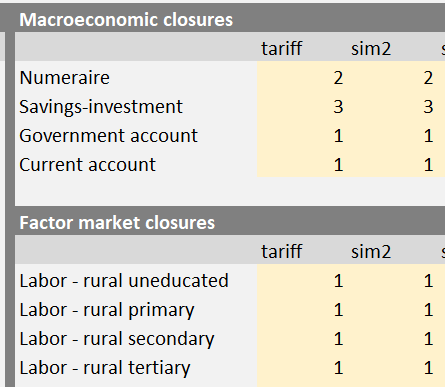 Macroeconomic closures
tariff sim2
Numeraire 2 2
Savings-investment 3 3
Government account 1 1
Current account 1 1
Factor market closures
tariff sim2
Labor - rural uneducated 1 1
Labor - rural primary 1 1
Labor - rural secondary 1 1
Labor - rural tertiary 1 1